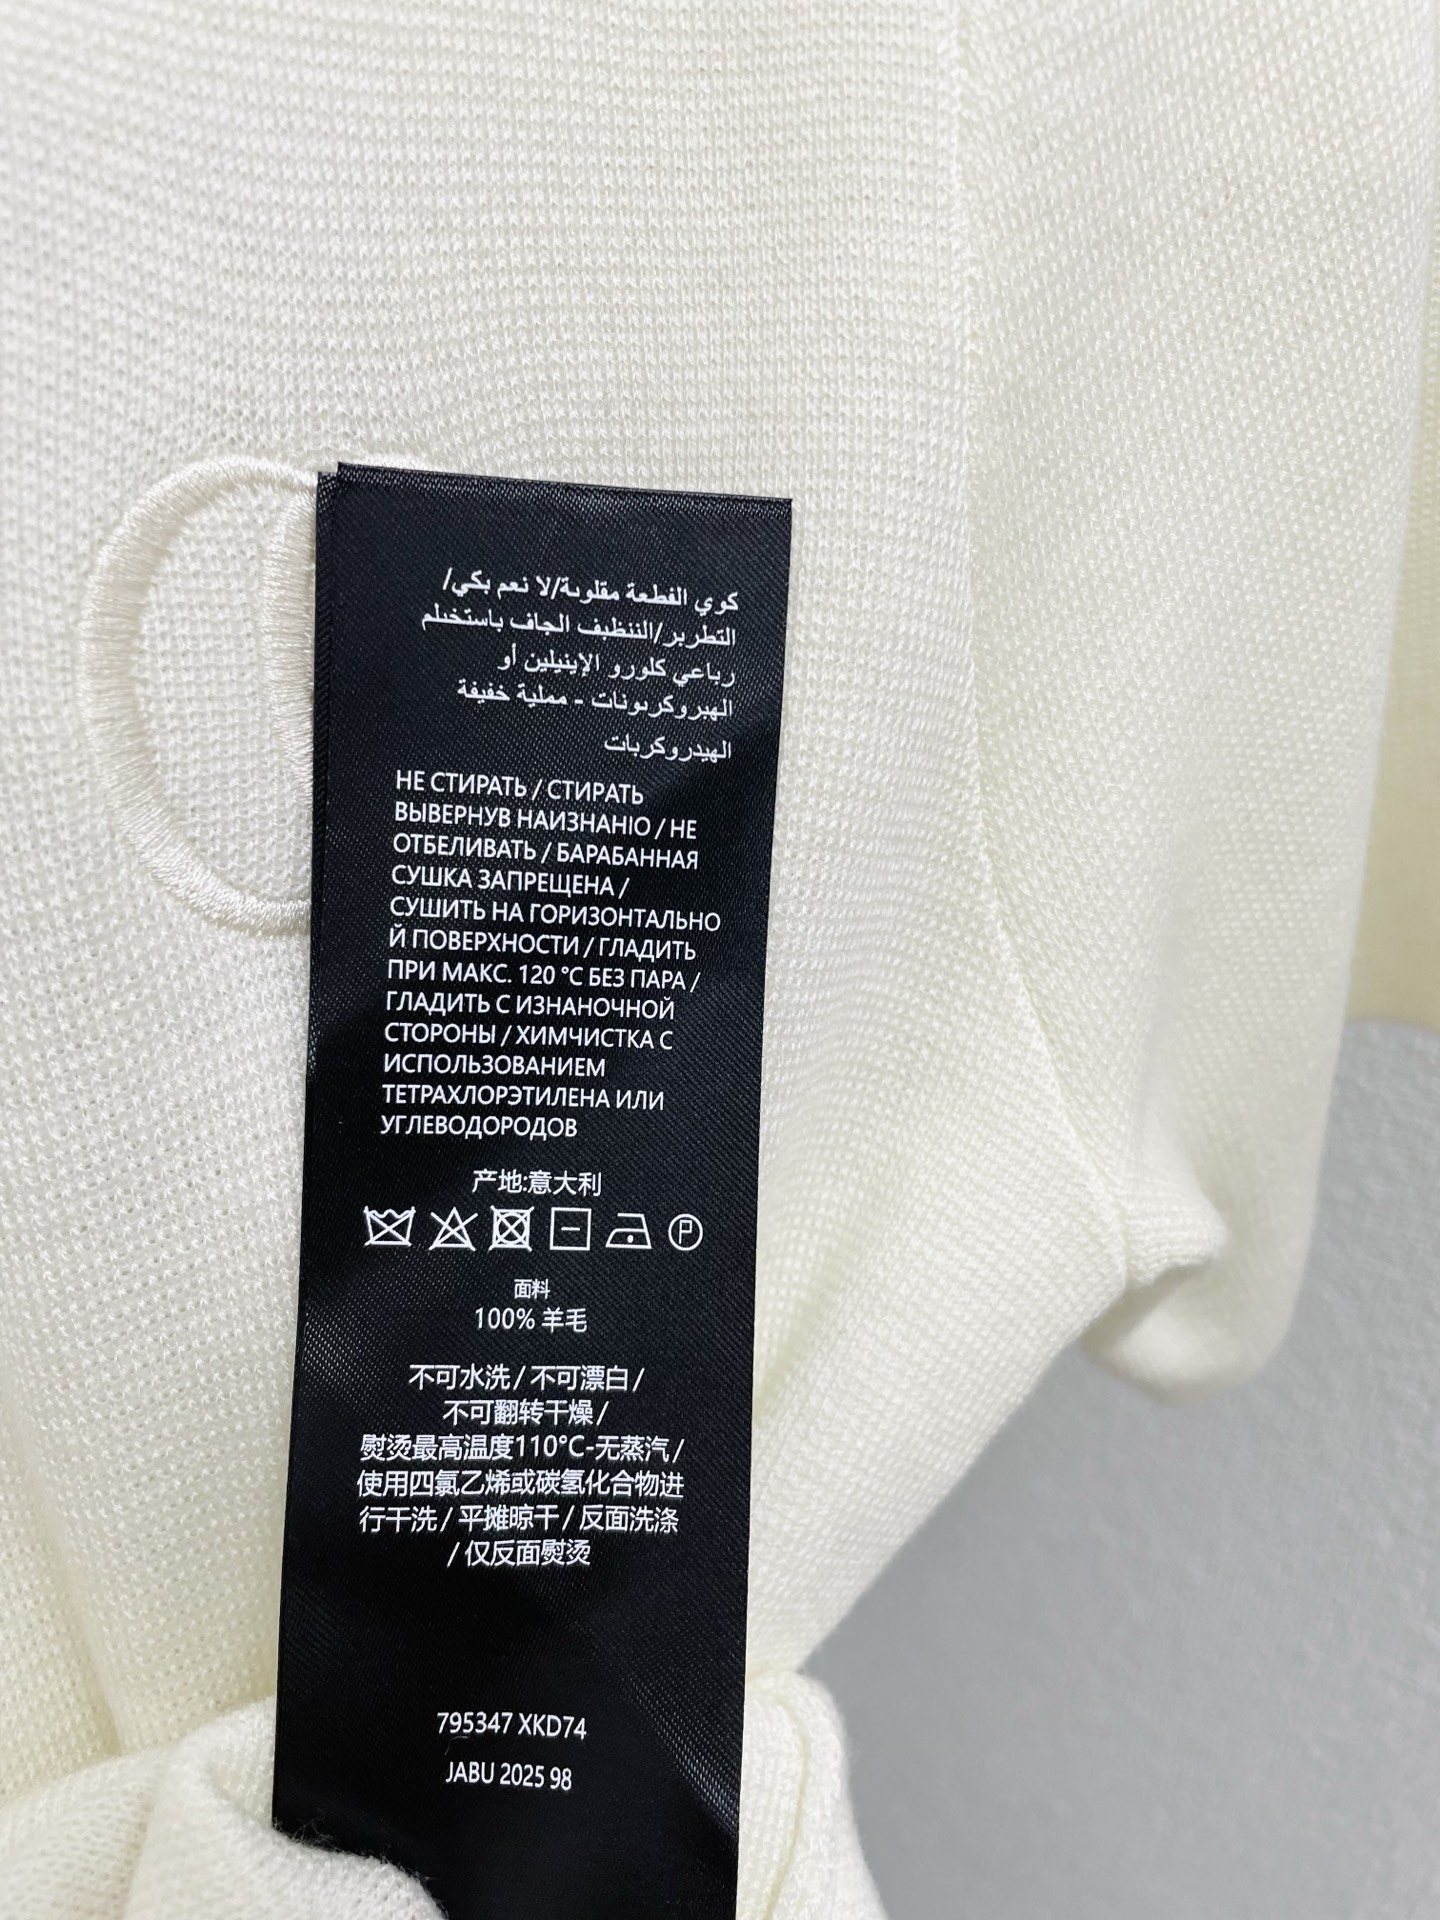 كوي القطعة مقلوبة/لا نعم بكي/
التطربر/الننظبف الجاف باستخىلم
رباعي كلورو الإينيلين أو
الهبروكربونات - مملية خفيفة
الهيدروكربات
НЕ СТИРАТЬ / СТИРАТЬ
ВЫВЕРНУВ НАИЗНАНІО / НЕ
ОТБЕЛИВАТЬ / БАРАБАННАЯ
СУШКА ЗАПРЕЩЕНА /
СУШИТЬ НА ГОРИЗОНТАЛЬНО
Й ПОВЕРХНОСТИ / ГЛАДИТЬ
ПРИ МАКС. 120 °C БЕЗ ПАРА /
ГЛАДИТЬ С ИЗНАНОЧНОЙ
СТОРОНЫ / ХИМЧИСТКА С
ИСПОЛЬЗОВАНИЕМ
ТЕТРАХЛОРЭТИЛЕНА ИЛИ
УГЛЕВОДОРОДОВ
产地:意大利
P
面料
100% 羊毛
不可水洗 / 不可漂白 /
不可翻转干燥 /
熨烫最高温度110°C-无蒸汽 /
使用四氯乙烯或碳氢化合物进
行干洗 / 平摊晾干 / 反面洗涤
/ 仅反面熨烫
795347 XKD74
JABU 2025 98